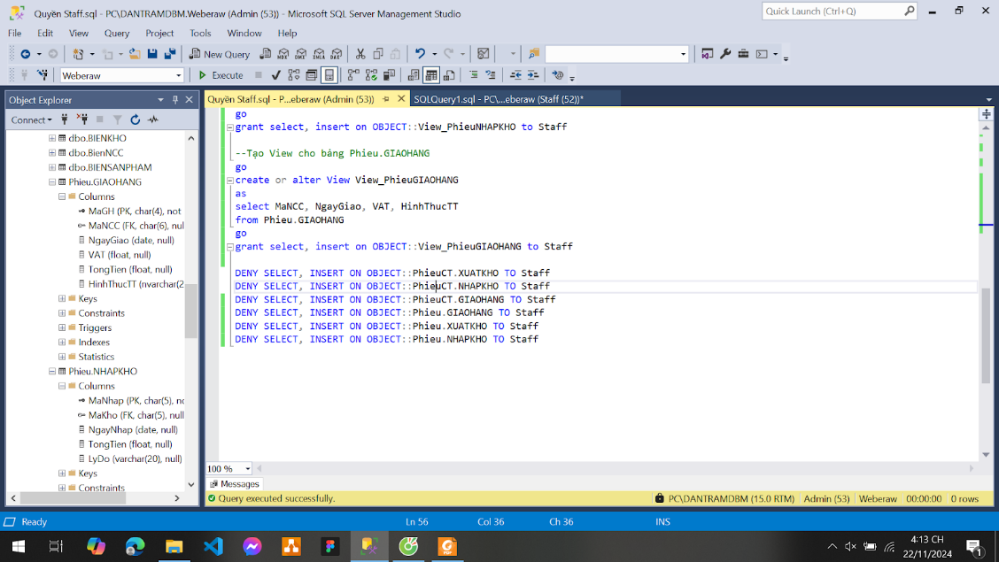 Quyền Staff.sql - PC\DANTRAMDBM.Weberaw (Admin (53)) - Microsoft SQL Server Management Studio
Quick Launch (Ctrl+Q)
File Edit View Query Project Tools Window Help
New Query
Weberaw
Execute
Object Explorer
Connect
dbo.BIENKHO
dbo.BienNCC
dbo.BIENSANPHAM
Phieu.GIAOHANG
Columns
MaGH (PK, char(4), not
MaNCC (FK, char(6), nul
NgayGiao (date, null)
VAT (float, null)
TongTien (float, null)
HinhThucTT (nvarchar(2
Keys
Constraints
Triggers
Indexes
Statistics
Phieu.NHAPKHO
Columns
MaNhap (PK, char(5), no
MaKho (FK, char(5), null
NgayNhap (date, null)
TongTien (float, null)
LyDo (varchar(20), null)
Keys
Constraints
Quyền Staff.sql - P...eberaw (Admin (53))
SQLQuery1.sql - PC\...eberaw (Staff (52))*
go
grant select, insert on OBJECT::View_PhieuNHAPKHO to Staff
--Tạo View cho bảng Phieu.GIAOHANG
go
create or alter View View_PhieuGIAOHANG
as
select MaNCC, NgayGiao, VAT, HinhThucTT
from Phieu.GIAOHANG
go
grant select, insert on OBJECT::View_PhieuGIAOHANG to Staff
DENY SELECT, INSERT ON OBJECT::PhieuCT.XUATKHO TO Staff
DENY SELECT, INSERT ON OBJECT::PhieuCT.NHAPKHO TO Staff
DENY SELECT, INSERT ON OBJECT::PhieuCT.GIAOHANG TO Staff
DENY SELECT, INSERT ON OBJECT::Phieu.GIAOHANG TO Staff
DENY SELECT, INSERT ON OBJECT::Phieu.XUATKHO TO Staff
DENY SELECT, INSERT ON OBJECT::Phieu.NHAPKHO TO Staff
100 %
Messages
Query executed successfully.
PC\DANTRAMDBM (15.0 RTM) Admin (53) Weberaw 00:00:00 0 rows
Ready Ln 56 Col 36 Ch 36 INS
4:13 CH
22/11/2024
1